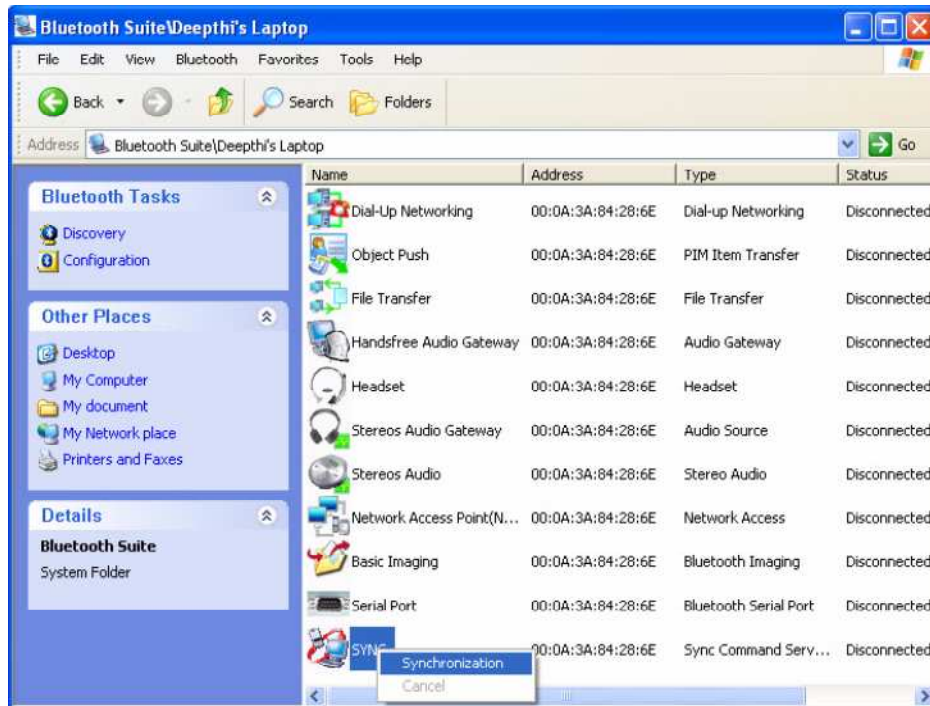 Bluetooth Suite\Deepthi's Laptop
File Edit View Bluetooth Favorites Tools Help
Back Search Folders
Address Bluetooth Suite\Deepthi's Laptop Go
Bluetooth Tasks
Discovery
Configuration
Other Places
Desktop
My Computer
My document
My Network place
Printers and Faxes
Details
Bluetooth Suite
System Folder
Name Address Type Status
Dial-Up Networking 00:0A:3A:84:28:6E Dial-up Networking Disconnected
Object Push 00:0A:3A:84:28:6E PIM Item Transfer Disconnected
File Transfer 00:0A:3A:84:28:6E File Transfer Disconnected
Handsfree Audio Gateway 00:0A:3A:84:28:6E Audio Gateway Disconnected
Headset 00:0A:3A:84:28:6E Headset Disconnected
Stereos Audio Gateway 00:0A:3A:84:28:6E Audio Source Disconnected
Stereos Audio 00:0A:3A:84:28:6E Stereo Audio Disconnected
Network Access Point(N... 00:0A:3A:84:28:6E Network Access Disconnected
Basic Imaging 00:0A:3A:84:28:6E Bluetooth Imaging Disconnected
Serial Port 00:0A:3A:84:28:6E Bluetooth Serial Port Disconnected
SYNC 00:0A:3A:84:28:6E Sync Command Serv... Disconnected
Synchronization
Cancel